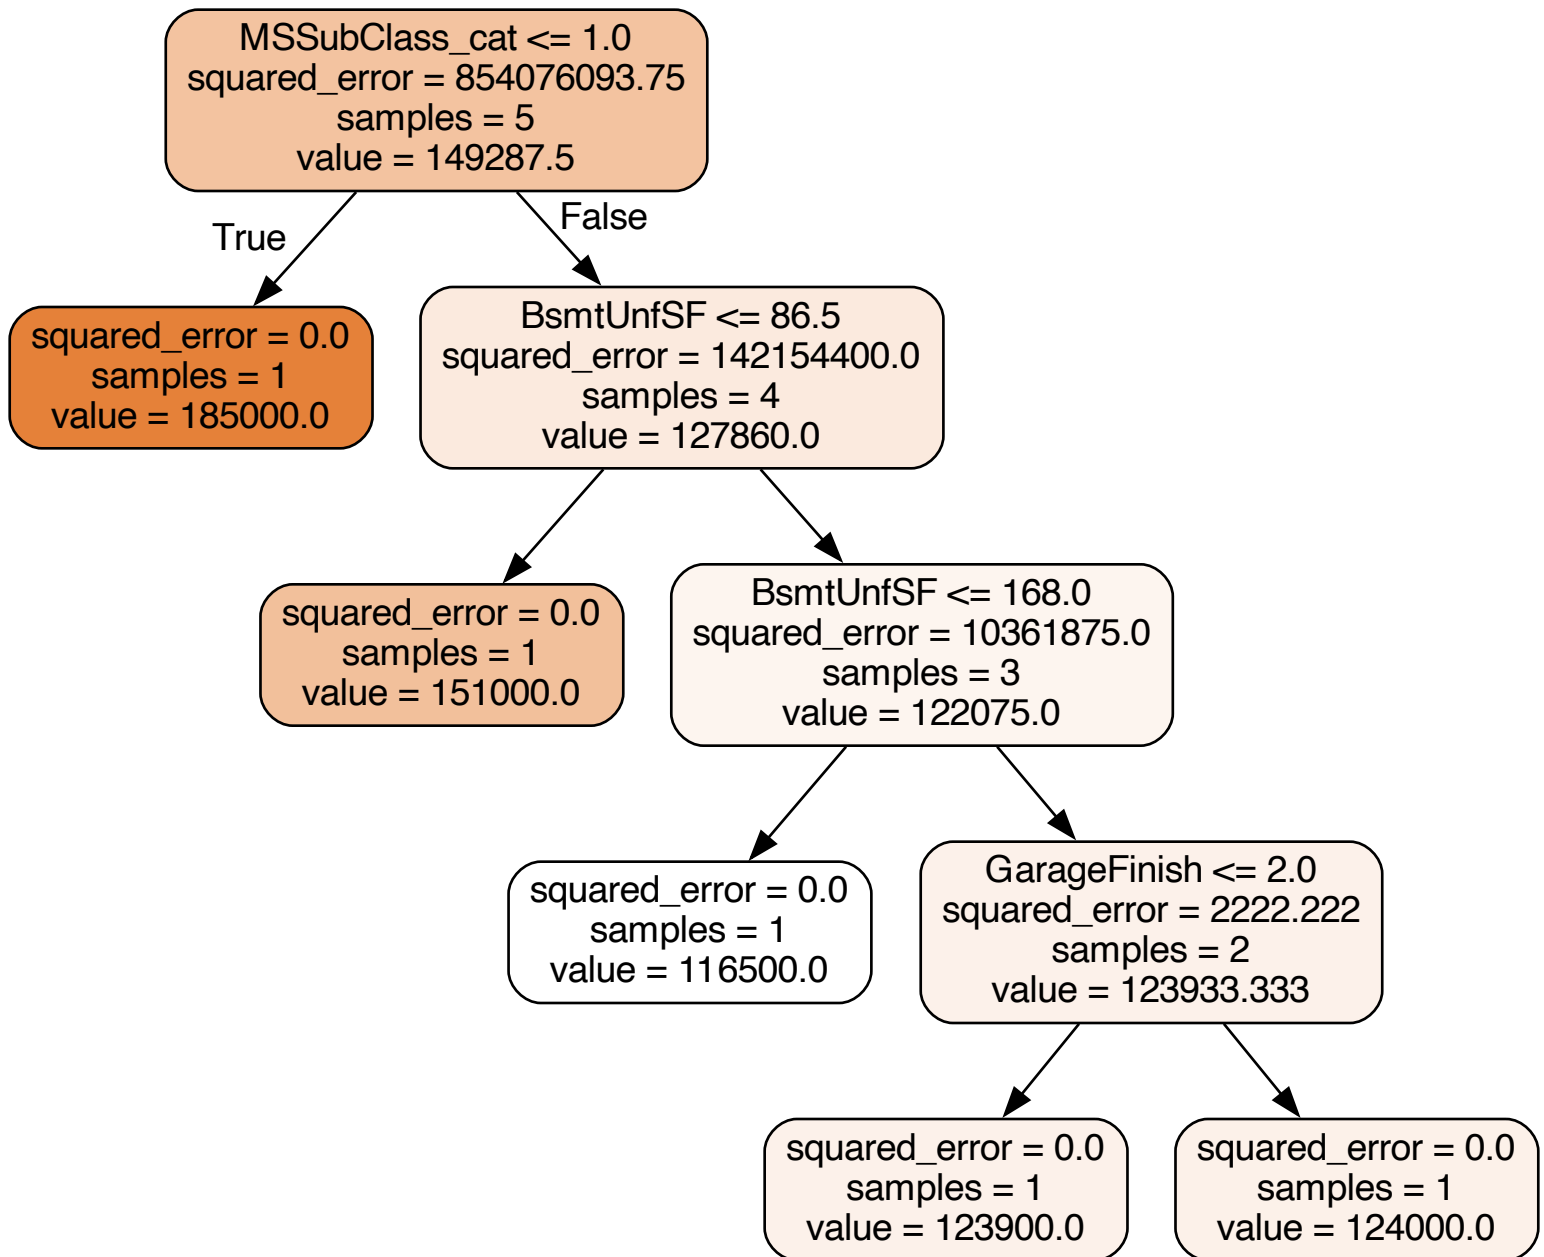 MSSubClass_cat <= 1.0
squared_error = 854076093.75
samples = 5
value = 149287.5
True
False
squared_error = 0.0
samples = 1
value = 185000.0
BsmtUnfSF <= 86.5
squared_error = 142154400.0
samples = 4
value = 127860.0
squared_error = 0.0
samples = 1
value = 151000.0
BsmtUnfSF <= 168.0
squared_error = 10361875.0
samples = 3
value = 122075.0
squared_error = 0.0
samples = 1
value = 116500.0
GarageFinish <= 2.0
squared_error = 2222.222
samples = 2
value = 123933.333
squared_error = 0.0
samples = 1
value = 123900.0
squared_error = 0.0
samples = 1
value = 124000.0